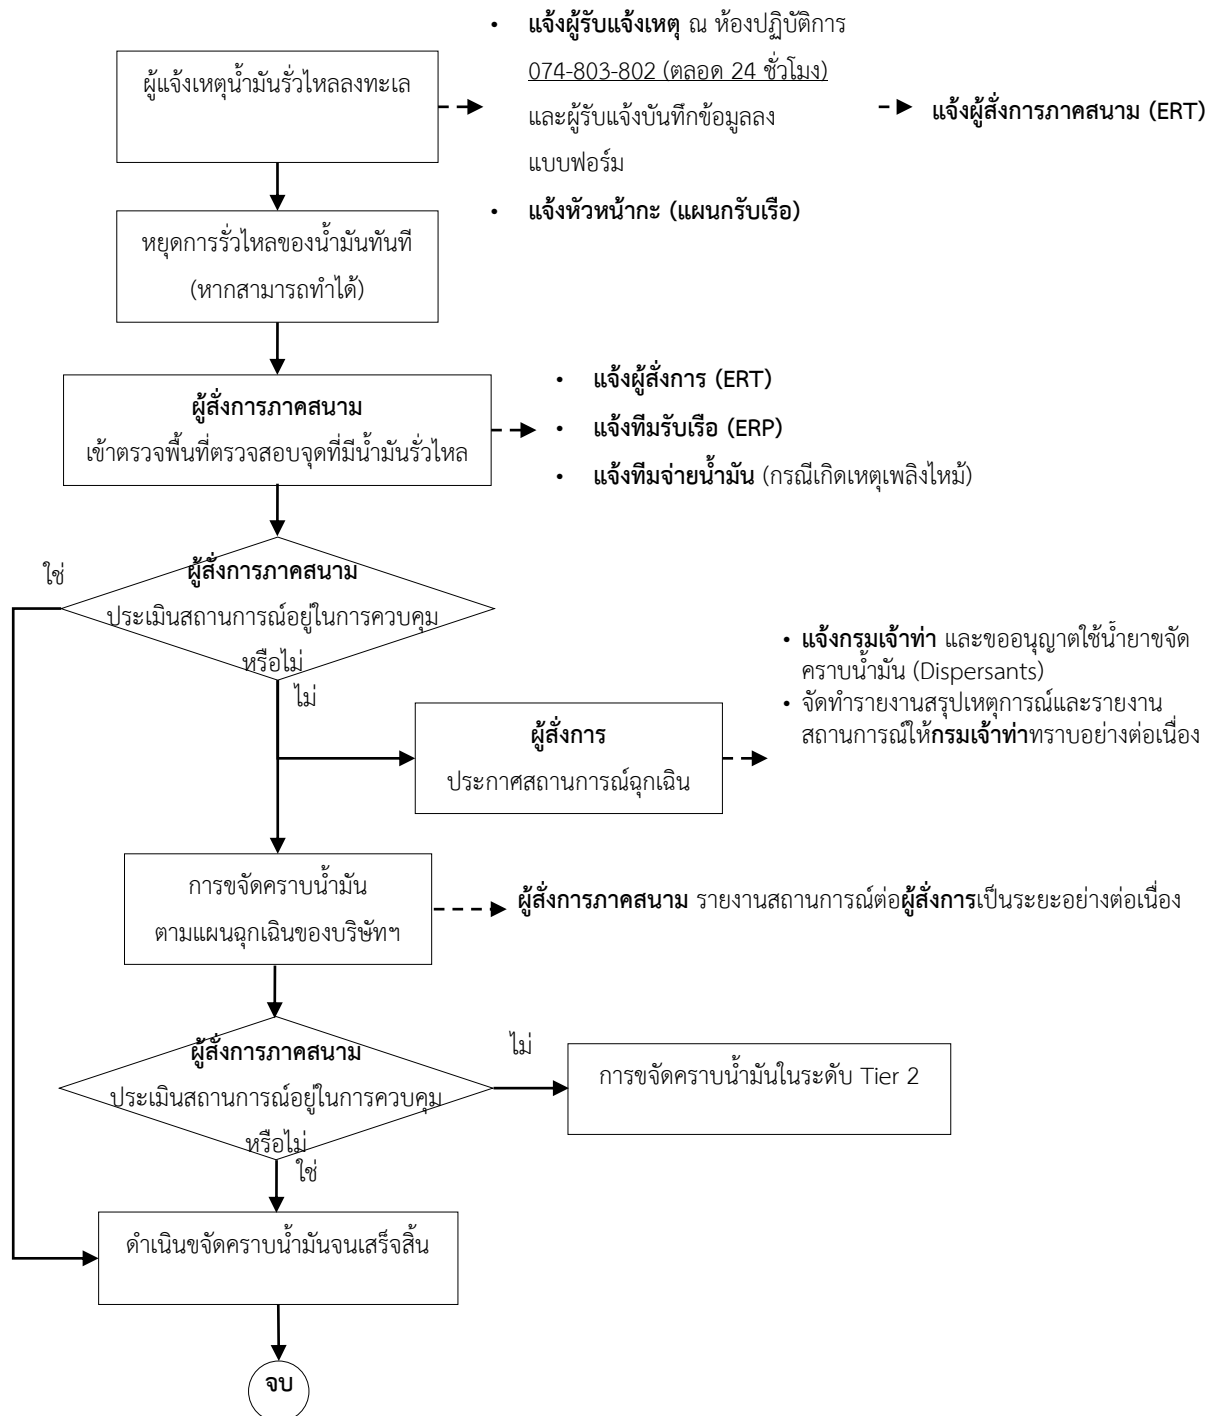 • แจ้งผู้รับแจ้งเหตุ ณ ห้องปฏิบัติการ
074-803-802 (ตลอด 24 ชั่วโมง)
และผู้รับแจ้งบันทึกข้อมูลลง
แบบฟอร์ม
• แจ้งหัวหน้ากะ (แผนกรับเรือ)
ผู้แจ้งเหตุน้ำมันรั่วไหลลงทะเล
แจ้งผู้สั่งการภาคสนาม (ERT)
หยุดการรั่วไหลของน้ำมันทันที
(หากสามารถทำได้)
ผู้สั่งการภาคสนาม
เข้าตรวจพื้นที่ตรวจสอบจุดที่มีน้ำมันรั่วไหล
• แจ้งผู้สั่งการ (ERT)
• แจ้งทีมรับเรือ (ERP)
• แจ้งทีมจ่ายน้ำมัน (กรณีเกิดเหตุเพลิงไหม้)
ใช่
ผู้สั่งการภาคสนาม
ประเมินสถานการณ์อยู่ในการควบคุม
หรือไม่
ไม่
ผู้สั่งการ
ประกาศสถานการณ์ฉุกเฉิน
• แจ้งกรมเจ้าท่า และขออนุญาตใช้น้ำยาขจัด
คราบน้ำมัน (Dispersants)
• จัดทำรายงานสรุปเหตุการณ์และรายงาน
สถานการณ์ให้กรมเจ้าท่าทราบอย่างต่อเนื่อง
การขจัดคราบน้ำมัน
ตามแผนฉุกเฉินของบริษัทฯ
ผู้สั่งการภาคสนาม รายงานสถานการณ์ต่อผู้สั่งการเป็นระยะอย่างต่อเนื่อง
ผู้สั่งการภาคสนาม
ประเมินสถานการณ์อยู่ในการควบคุม
หรือไม่
ไม่
การขจัดคราบน้ำมันในระดับ Tier 2
ใช่
ดำเนินขจัดคราบน้ำมันจนเสร็จสิ้น
จบ